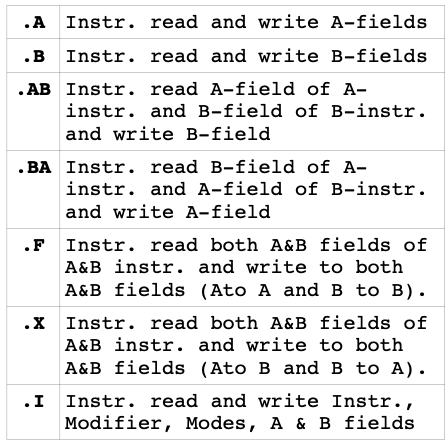 .A Instr. read and write A-fields
.B Instr. read and write B-fields
.AB Instr. read A-field of A-
instr. and B-field of B-instr.
and write B-field
.BA Instr. read B-field of A-
instr. and A-field of B-instr.
and write A-field
.F Instr. read both A&B fields of
A&B instr. and write to both
A&B fields (Ato A and B to B).
.X Instr. read both A&B fields of
A&B instr. and write to both
A&B fields (Ato B and B to A).
.I Instr. read and write Instr.,
Modifier, Modes, A & B fields